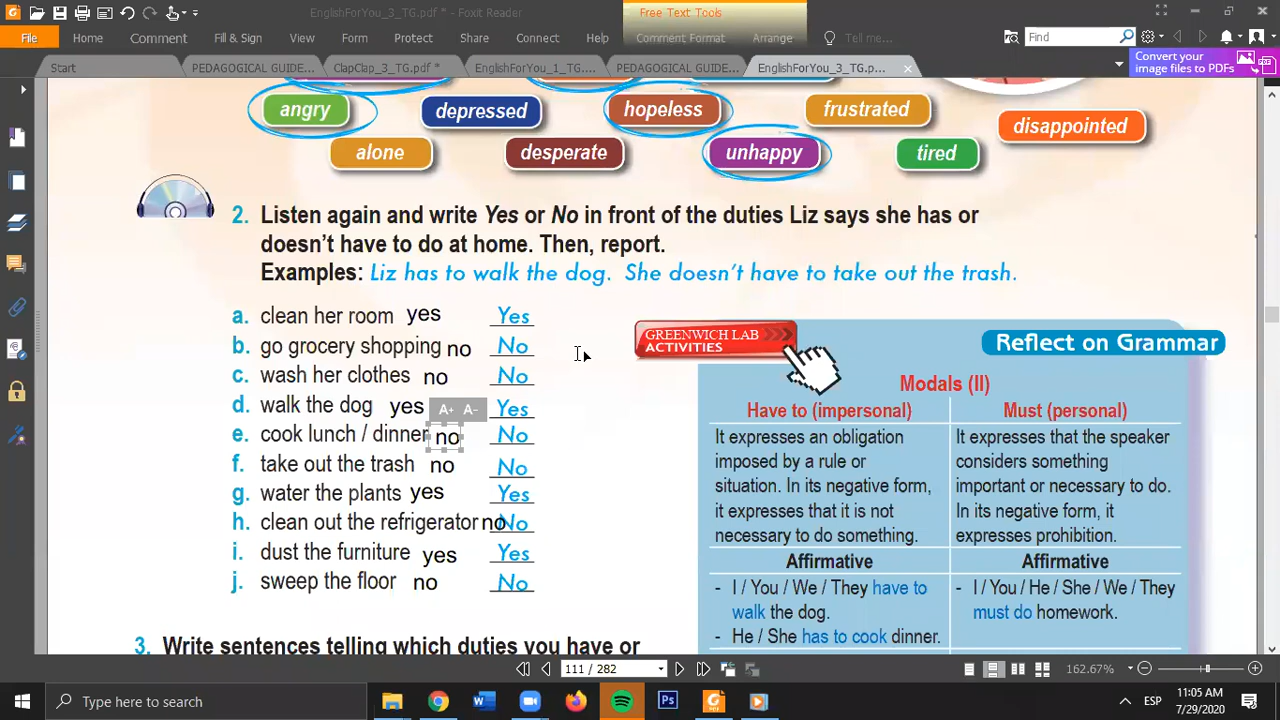 EnglishForYou_3_TG.pdf * - Foxit Reader
Free Text Tools
File Home Comment Fill & Sign View Form Protect Share Connect Help Comment Format Arrange Tell me... Find
Start PEDAGOGICAL GUIDE... ClapClap_3_TG.pdf * EnglishForYou_1_TG.... PEDAGOGICAL GUIDE... EnglishForYou_3_TG.p...
Convert your
image files to PDFs
angry depressed hopeless frustrated disappointed
alone desperate unhappy tired
2. Listen again and write Yes or No in front of the duties Liz says she has or
doesn't have to do at home. Then, report.
Examples: Liz has to walk the dog. She doesn't have to take out the trash.
a. clean her room yes Yes
b. go grocery shopping no No
c. wash her clothes no No
d. walk the dog yes A+ A- Yes
e. cook lunch / dinner no No
f. take out the trash no No
g. water the plants yes Yes
h. clean out the refrigerator no No
i. dust the furniture yes Yes
j. sweep the floor no No
3. Write sentences telling which duties you have or
GREENWICH LAB
ACTIVITIES
Reflect on Grammar
Modals (II)
Have to (impersonal)
It expresses an obligation
imposed by a rule or
situation. In its negative form,
it expresses that it is not
necessary to do something.
Affirmative
- I / You / We / They have to
walk the dog.
- He / She has to cook dinner.
Must (personal)
It expresses that the speaker
considers something
important or necessary to do.
In its negative form, it
expresses prohibition.
Affirmative
- I / You / He / She / We / They
must do homework.
111 / 282
162.67%
Type here to search
ESP
11:05 AM
7/29/2020